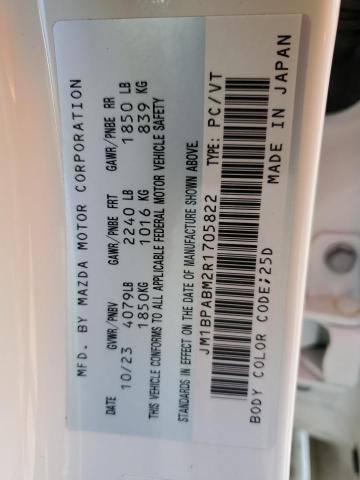 MFD. BY MAZDA MOTOR CORPORATION
GVWR/PNBV GAWR/PNBE FRT GAWR/PNBE RR
DATE 10/23 4079LB 2240 LB 1850 LB
1850KG 1016 KG 839 KG
THIS VEHICLE CONFORMS TO ALL APPLICABLE FEDERAL MOTOR VEHICLE SAFETY
STANDARDS IN EFFECT ON THE DATE OF MANUFACTURE SHOWN ABOVE.
JM1BPABM2R1705822 TYPE: PC/VT
BODY COLOR CODE;25D MADE IN JAPAN